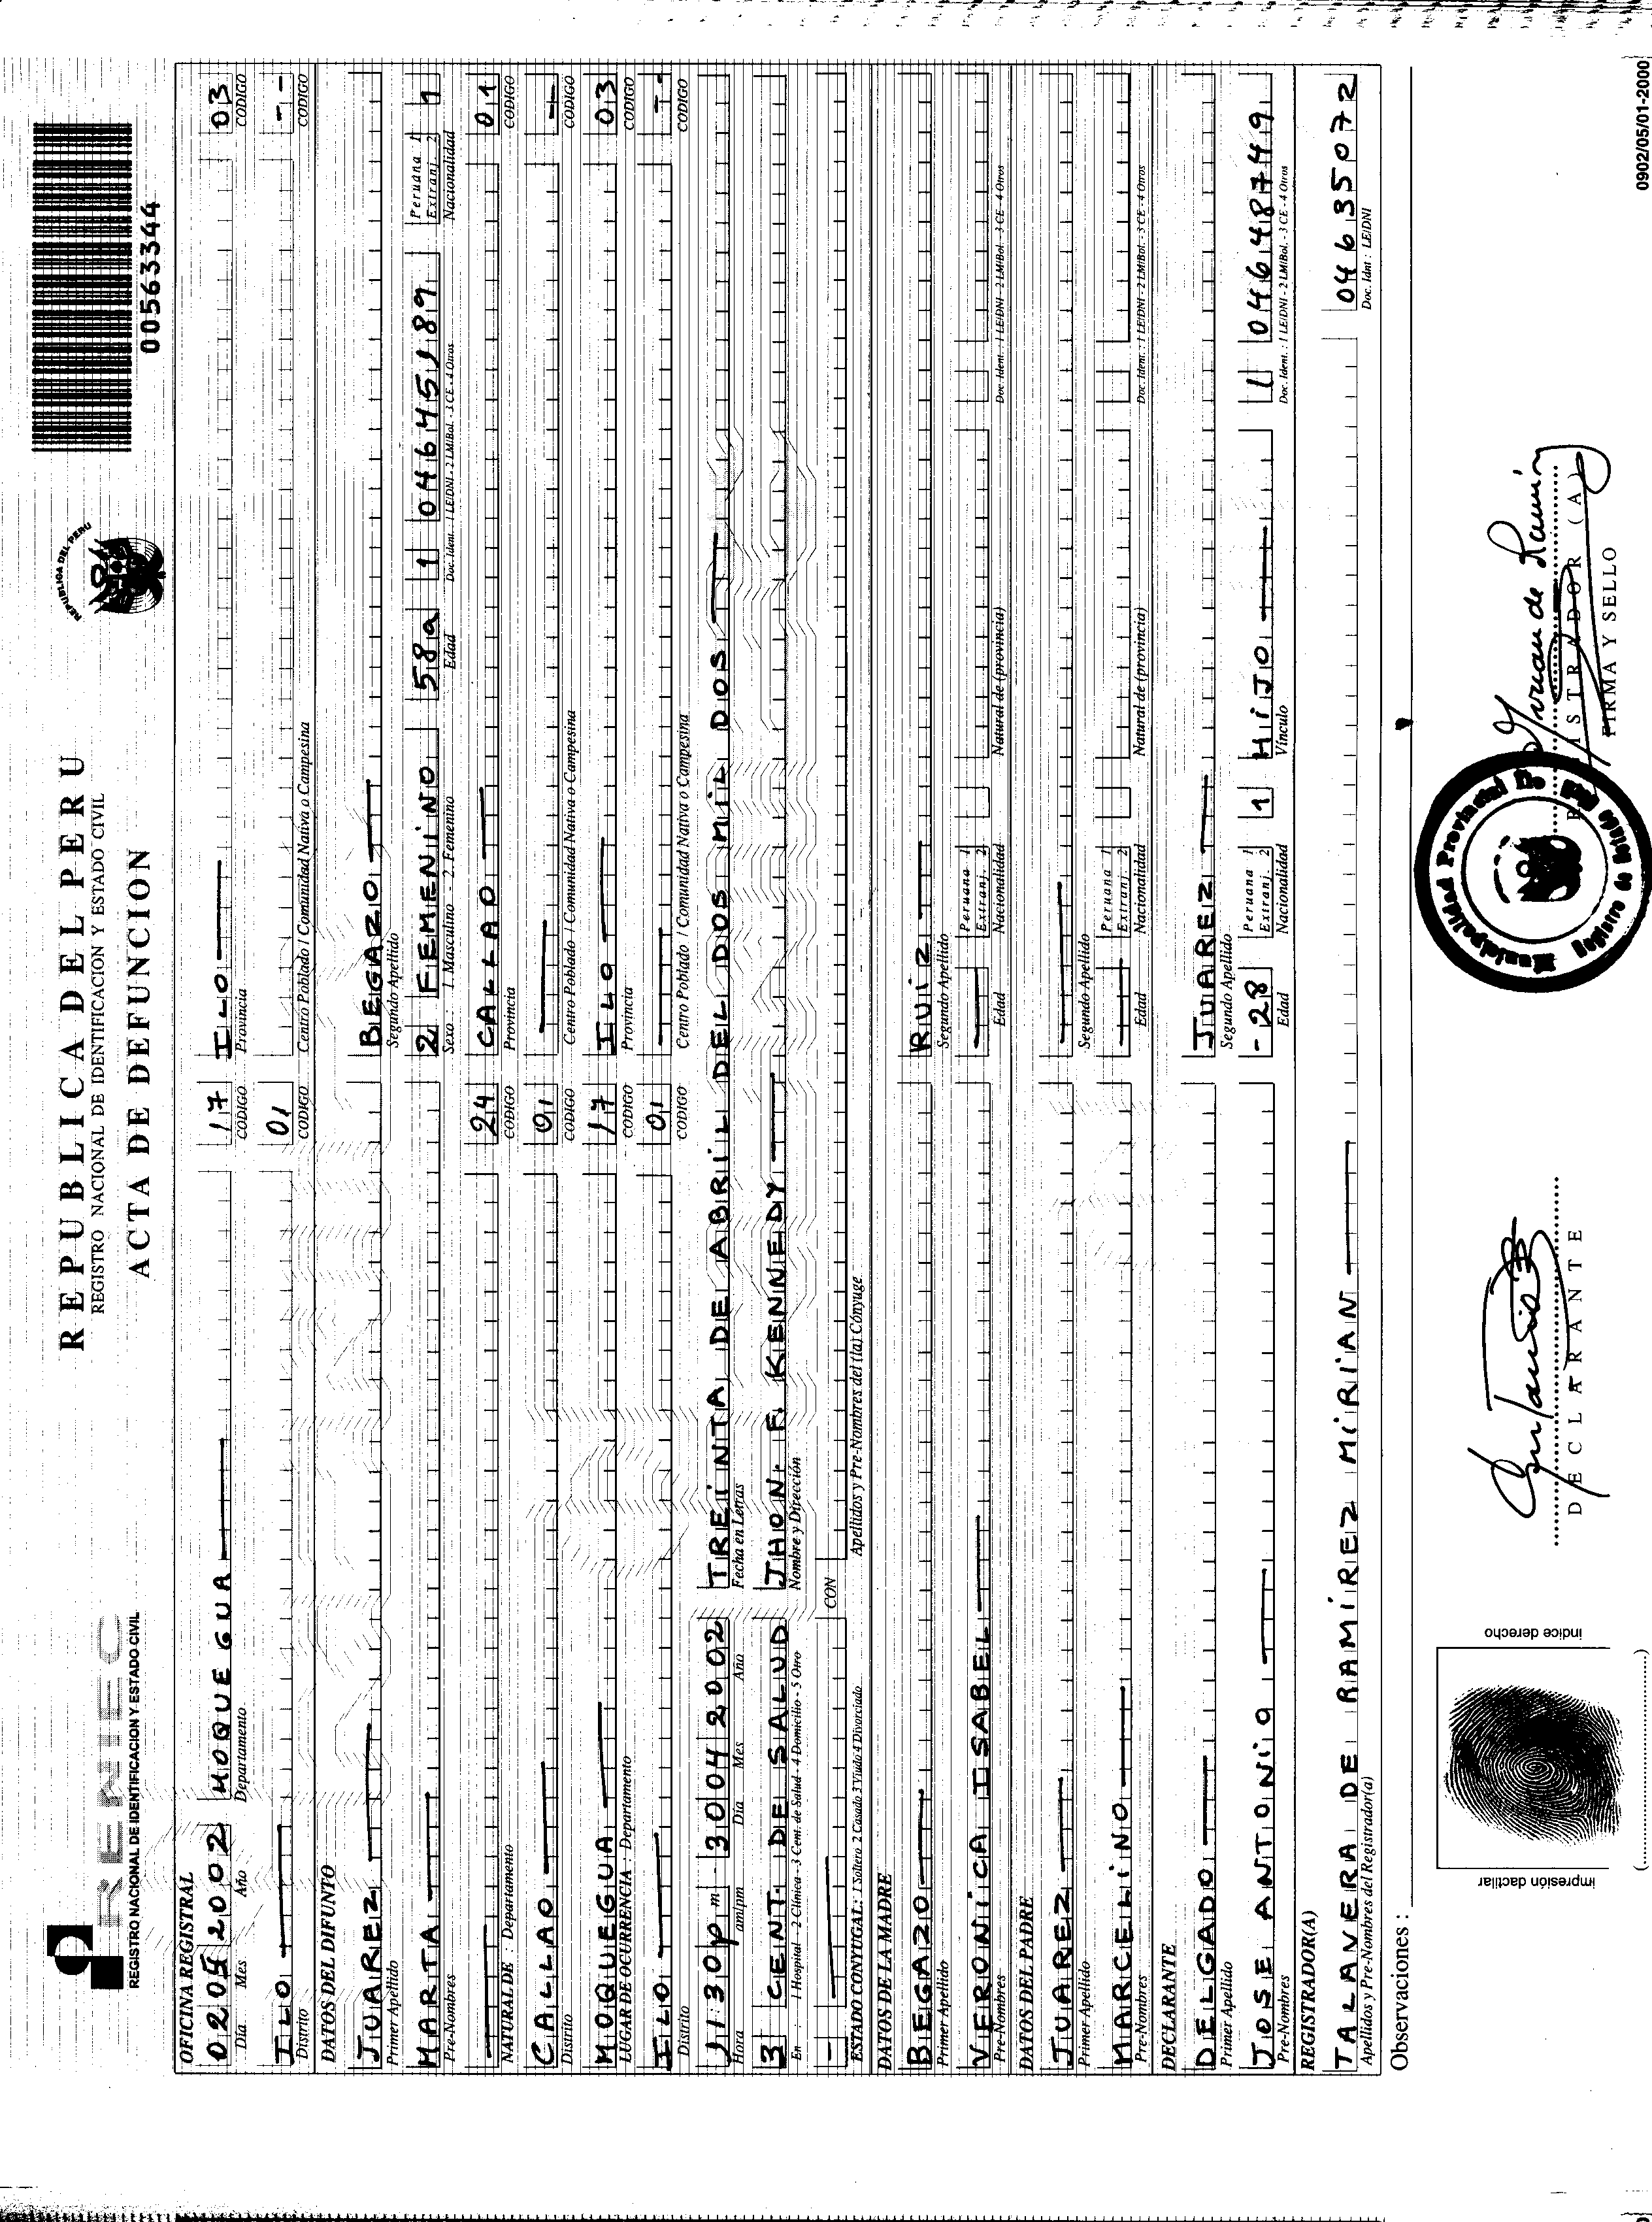 RENIEC
REGISTRO NACIONAL DE IDENTIFICACION Y ESTADO CIVIL
REPUBLICA DEL PERU
REGISTRO NACIONAL DE IDENTIFICACION Y ESTADO CIVIL
ACTA DE DEFUNCION
REPUBLICA DEL PERU
00563344
OFICINA REGISTRAL
02 05 2002 MOQUEGUA 17 ILO 03
Día Mes Año Departamento CODIGO Provincia CODIGO
ILO 01 --
Distrito CODIGO Centro Poblado / Comunidad Nativa o Campesina CODIGO
DATOS DEL DIFUNTO
JUAREZ BEGAZO
Primer Apellido Segundo Apellido
MARTA 2 FEMENINO 58a 1 04645189 Peruana 1 Extranj. 2 1
Pre-Nombres Sexo : 1. Masculino - 2. Femenino Edad Doc. Ident. : 1 LE/DNI - 2 LM/Bol. - 3 CE - 4 Otros Nacionalidad
24 CALLAO 01
NATURAL DE : Departamento CODIGO Provincia CODIGO
CALLAO 01 -
Distrito CODIGO Centro Poblado / Comunidad Nativa o Campesina CODIGO
MOQUEGUA 17 ILO 03
LUGAR DE OCURRENCIA : Departamento CODIGO Provincia CODIGO
ILO 01 --
Distrito CODIGO Centro Poblado / Comunidad Nativa o Campesina CODIGO
11:30 p m 30 04 2002 TREINTA DE ABRIL DEL DOS MIL DOS
Hora am/pm Día Mes Año Fecha en Letras
3 CENT. DE SALUD JHON. F. KENNEDY
En : 1 Hospital - 2 Clínica - 3 Cent. de Salud - 4 Domicilio - 5 Otro Nombre y Dirección
- CON
ESTADO CONYUGAL: 1 Soltero 2 Casado 3 Viudo 4 Divorciado Apellidos y Pre-Nombres del (la) Cónyuge
DATOS DE LA MADRE
BEGAZO RUIZ
Primer Apellido Segundo Apellido
VERONICA ISABEL Peruana 1 Extranj. 2
Pre-Nombres Edad Nacionalidad Natural de (provincia) Doc. Ident. : 1 LE/DNI - 2 LM/Bol. - 3 CE - 4 Otros
DATOS DEL PADRE
JUAREZ
Primer Apellido Segundo Apellido
MARCELINO Peruana 1 Extranj. 2
Pre-Nombres Edad Nacionalidad Natural de (provincia) Doc. Ident. : 1 LE/DNI - 2 LM/Bol. - 3 CE - 4 Otros
DECLARANTE
DELGADO JUAREZ
Primer Apellido Segundo Apellido
JOSE ANTONIO -28 Peruana 1 Extranj. 2 1 HIJO 1 04648749
Pre-Nombres Edad Nacionalidad Vínculo Doc. Ident. : 1 LE/DNI - 2 LM/Bol. - 3 CE - 4 Otros
REGISTRADOR(A)
TALAVERA DE RAMIREZ MIRIAN 04635072
Apellidos y Pre-Nombres del Registrador(a) Doc. Idnt : LE/DNI
Observaciones :
impresión dactilar
indice derecho
(..............................)
DECLARANTE
Municipalidad Provincial De
REGISTRADOR (A)
FIRMA Y SELLO
0902/05/01-2000